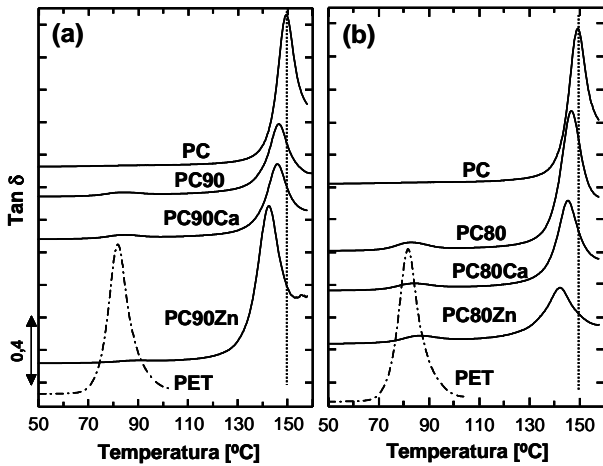 (a)
PC
PC90
PC90Ca
PC90Zn
PET
Tan δ
0,4
50 70 90 110 130 150
Temperatura [ºC]
(b)
PC
PC80
PC80Ca
PC80Zn
PET
50 70 90 110 130 150
Temperatura [ºC]